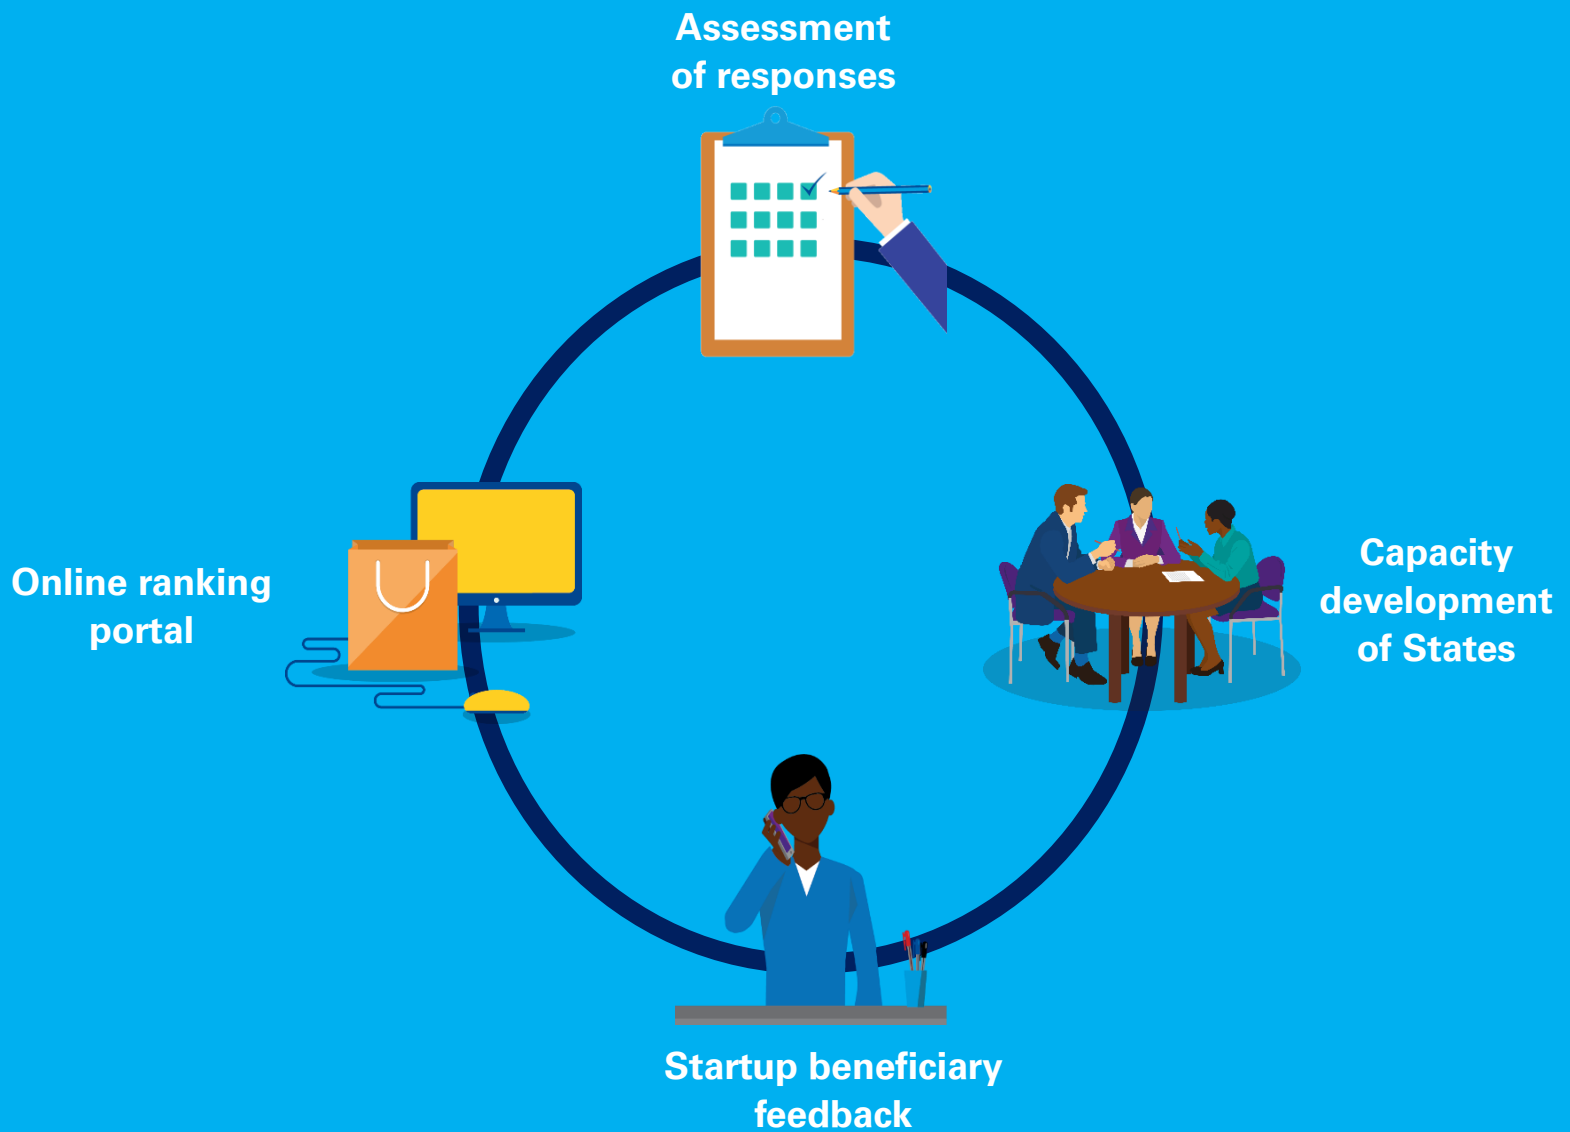 Assessment
of responses
Online ranking
portal
Capacity
development
of States
Startup beneficiary
feedback